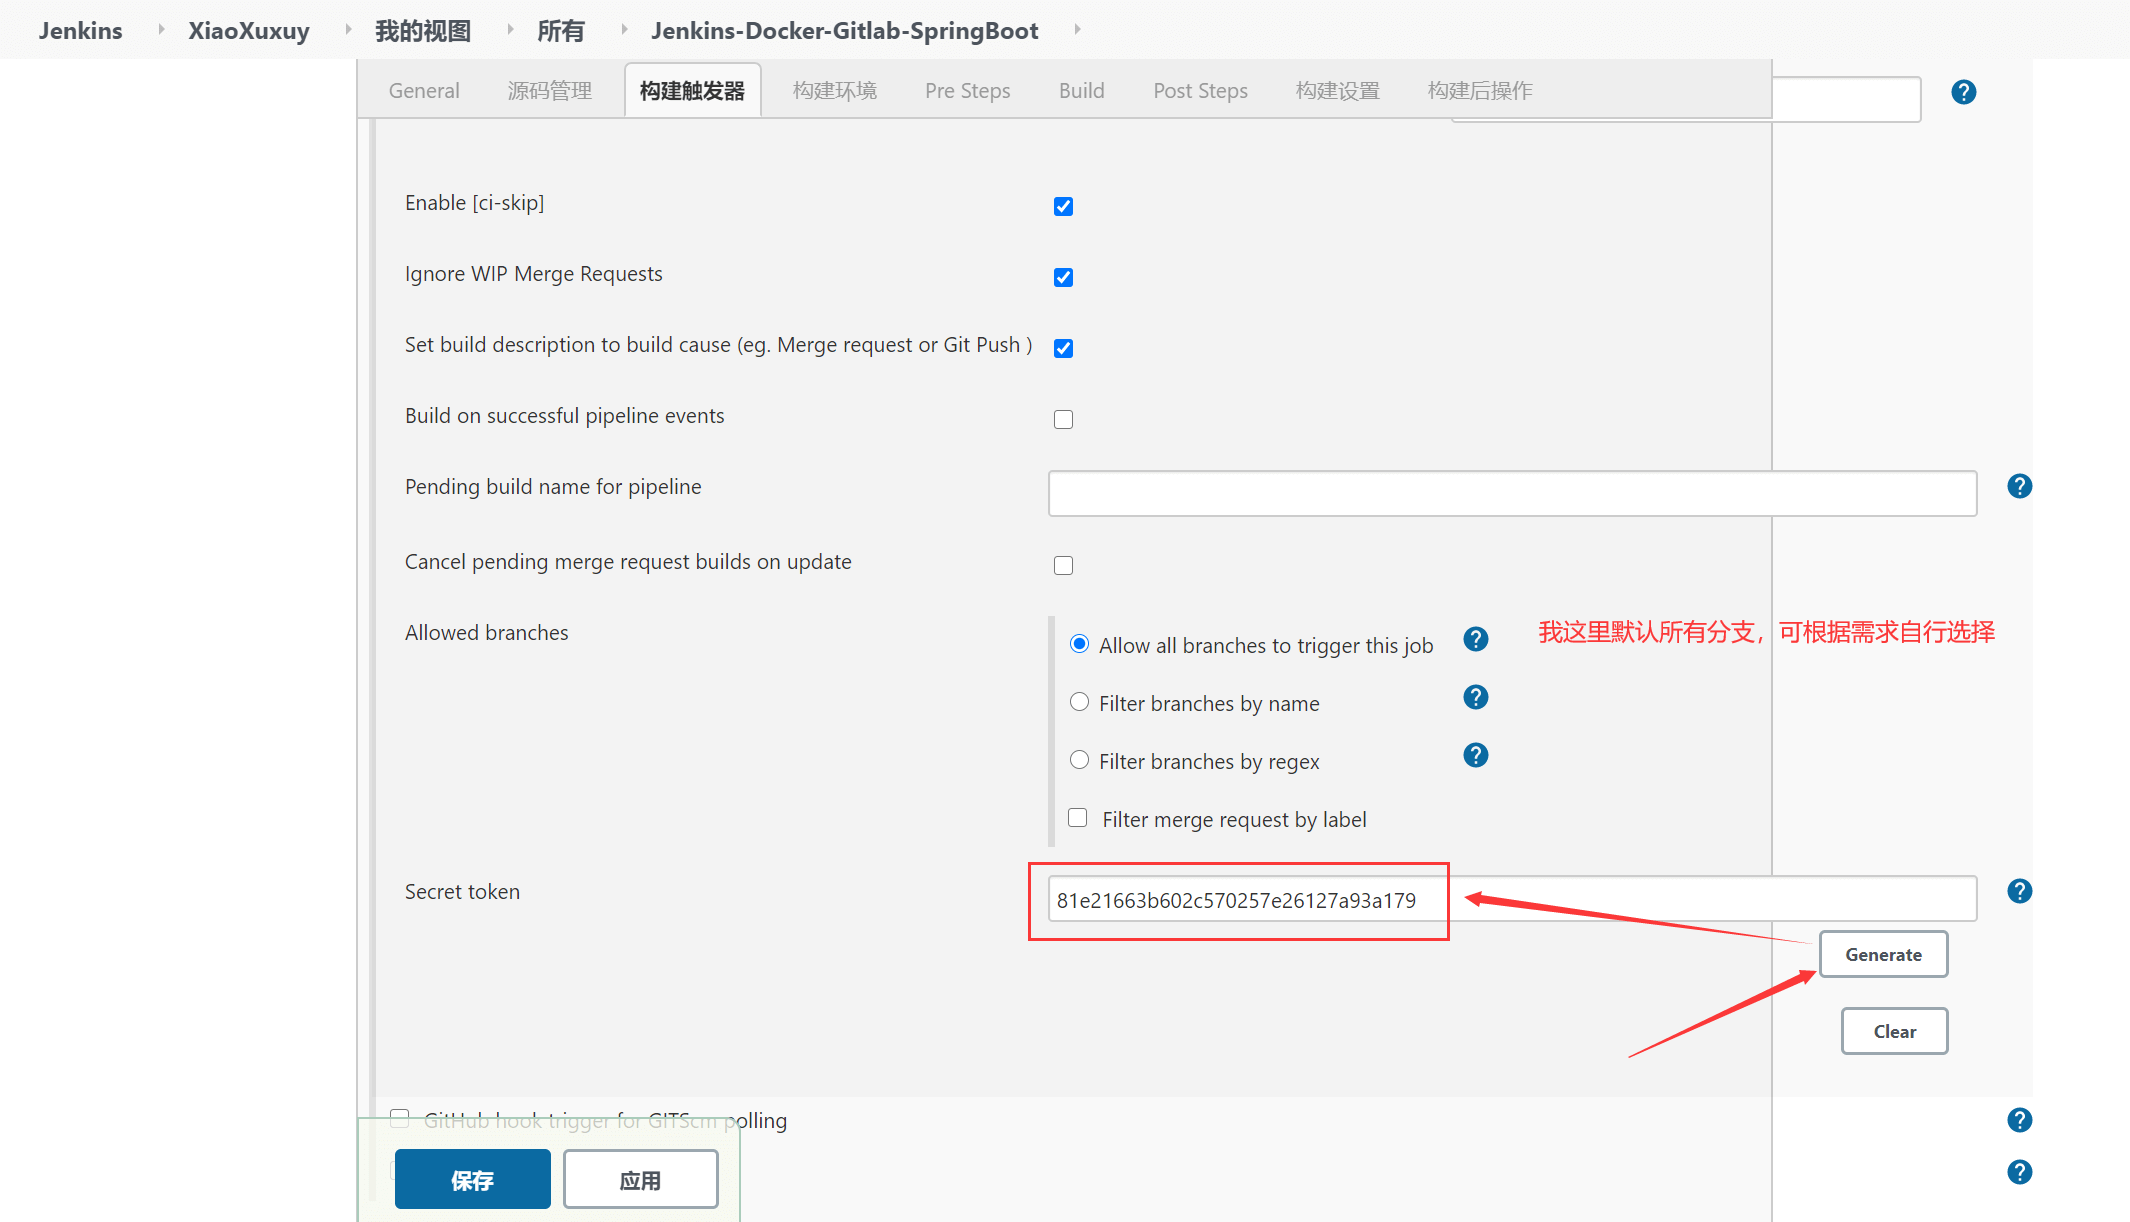 Jenkins XiaoXuxuy 我的视图 所有 Jenkins-Docker-Gitlab-SpringBoot
General 源码管理 构建触发器 构建环境 Pre Steps Build Post Steps 构建设置 构建后操作
Enable [ci-skip]
Ignore WIP Merge Requests
Set build description to build cause (eg. Merge request or Git Push )
Build on successful pipeline events
Pending build name for pipeline
Cancel pending merge request builds on update
Allowed branches
Allow all branches to trigger this job
我这里默认所有分支，可根据需求自行选择
Filter branches by name
Filter branches by regex
Filter merge request by label
Secret token
81e21663b602c570257e26127a93a179
Generate
Clear
GitHub hook trigger for GITScm polling
保存 应用